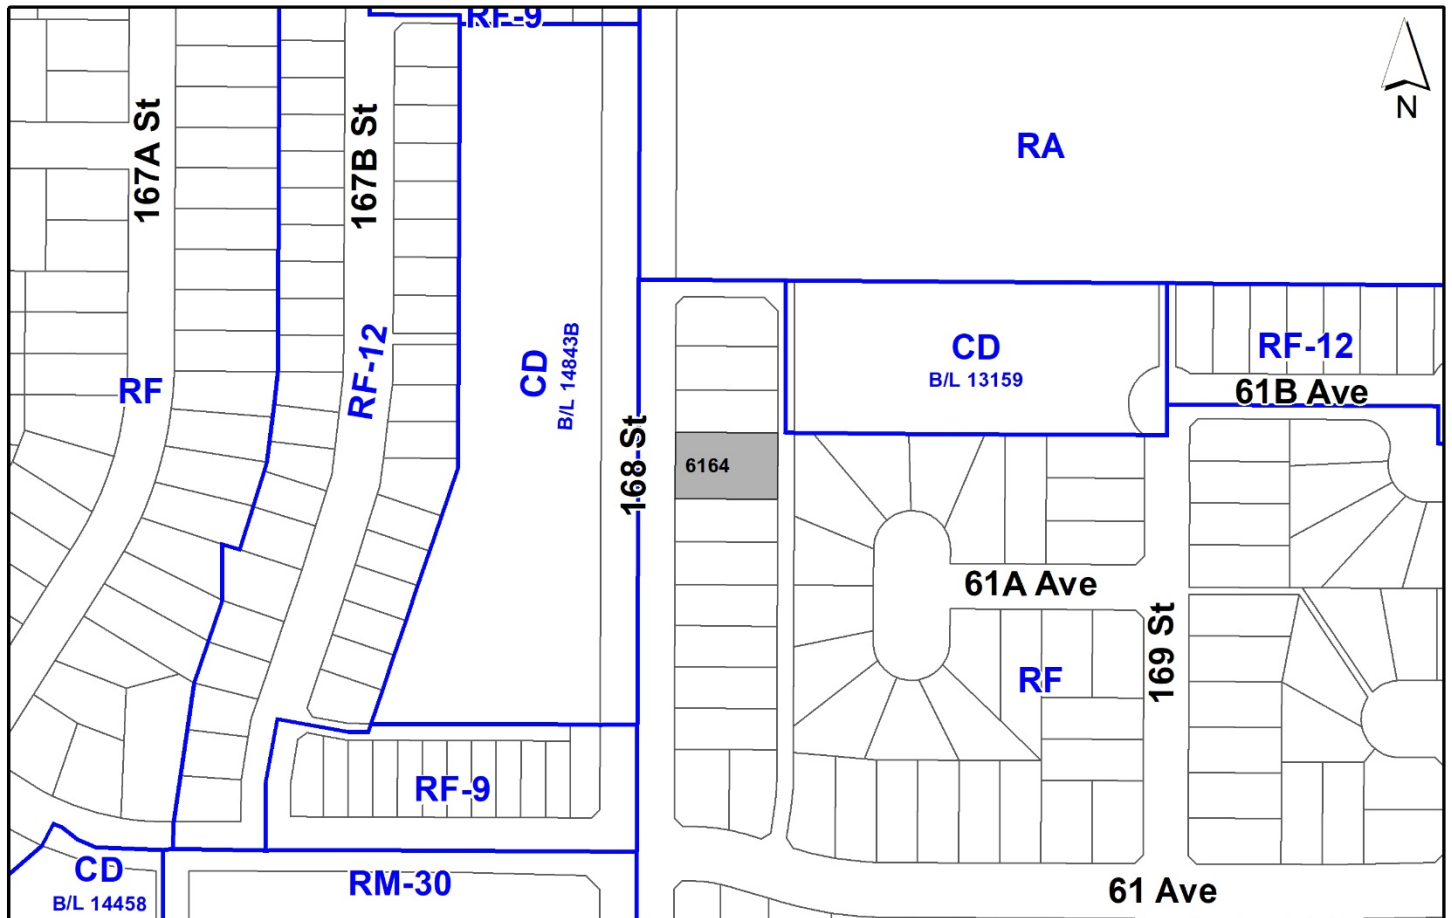 RF-9
N
167A St
167B St
RA
RF
RF-12
CD
B/L 14843B
CD
B/L 13159
RF-12
61B Ave
168 St
6164
61A Ave
169 St
RF
RF-9
CD
B/L 14458
RM-30
61 Ave